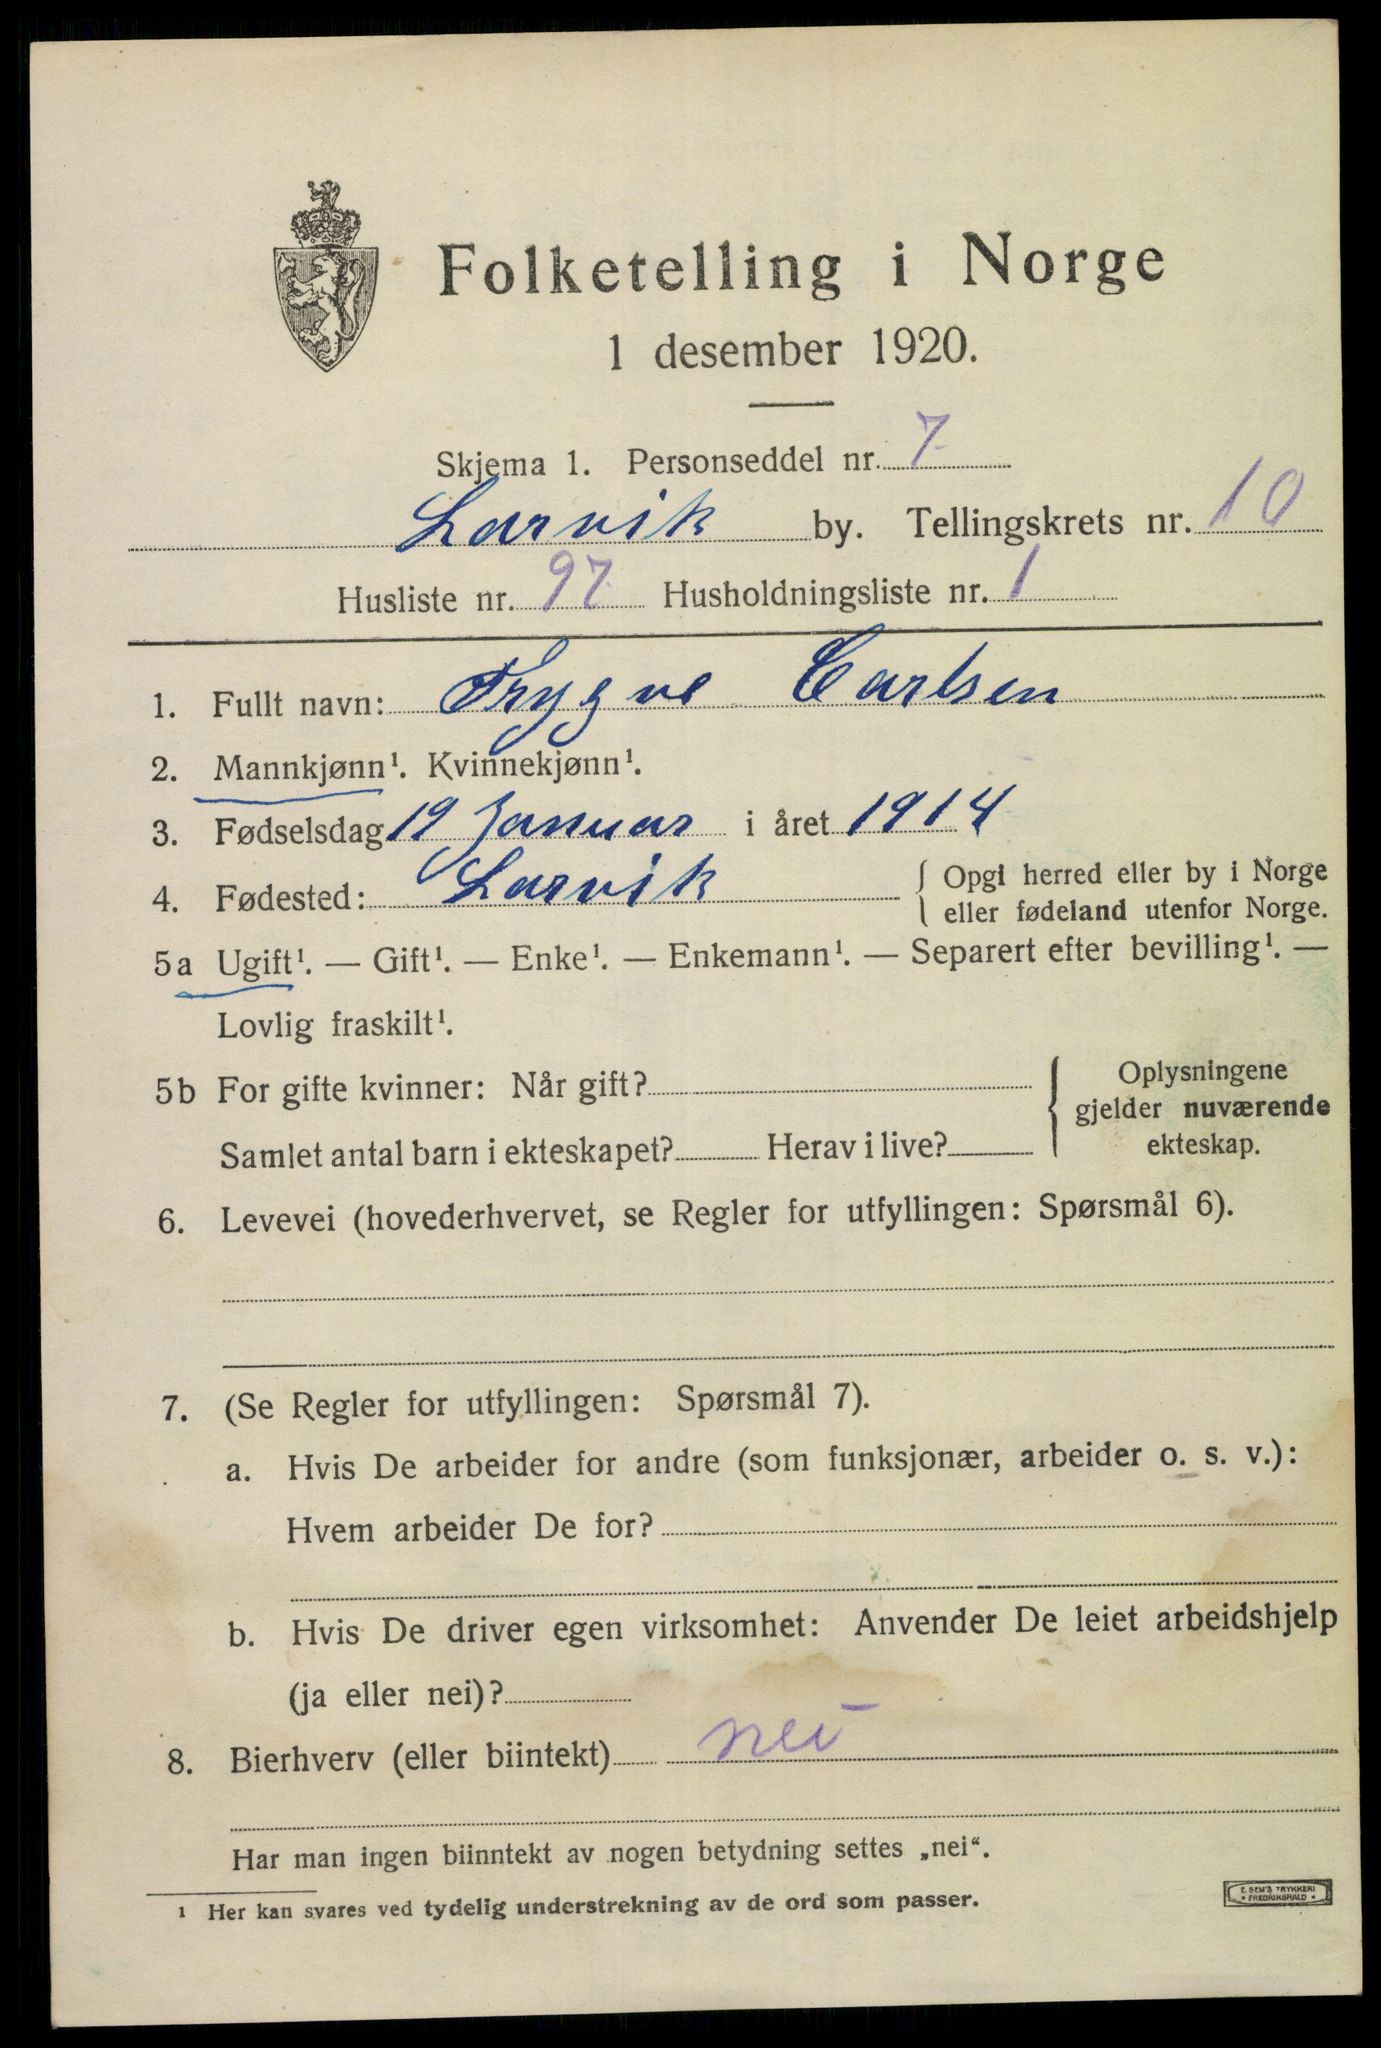 Folketelling i Norge
1 desember 1920.
Skjema 1. Personseddel nr. 7
Larvik by. Tellingskrets nr. 10
Husliste nr. 97 Husholdningsliste nr. 1
1. Fullt navn: Trygve Carlsen
2. Mannkjønn¹. Kvinnekjønn¹.
3. Fødselsdag 19 Januar i året 1914
4. Fødested: Larvik { Opgi herred eller by i Norge
eller fødeland utenfor Norge.
5a Ugift¹. — Gift¹. — Enke¹. — Enkemann¹. — Separert efter bevilling¹. —
Lovlig fraskilt¹.
5b For gifte kvinner: Når gift? { Oplysningene
gjelder nuværende
Samlet antal barn i ekteskapet? Herav i live? ekteskap.
6. Levevei (hovederhvervet, se Regler for utfyllingen: Spørsmål 6).
7. (Se Regler for utfyllingen: Spørsmål 7).
a. Hvis De arbeider for andre (som funksjonær, arbeider o. s. v.):
Hvem arbeider De for?
b. Hvis De driver egen virksomhet: Anvender De leiet arbeidshjelp
(ja eller nei)?
8. Bierhverv (eller biintekt) nei
Har man ingen biinntekt av nogen betydning settes „nei“.
¹ Her kan svares ved tydelig understrekning av de ord som passer.
E. SEM'S TRYKKERI
* FREDRIKSHALD *